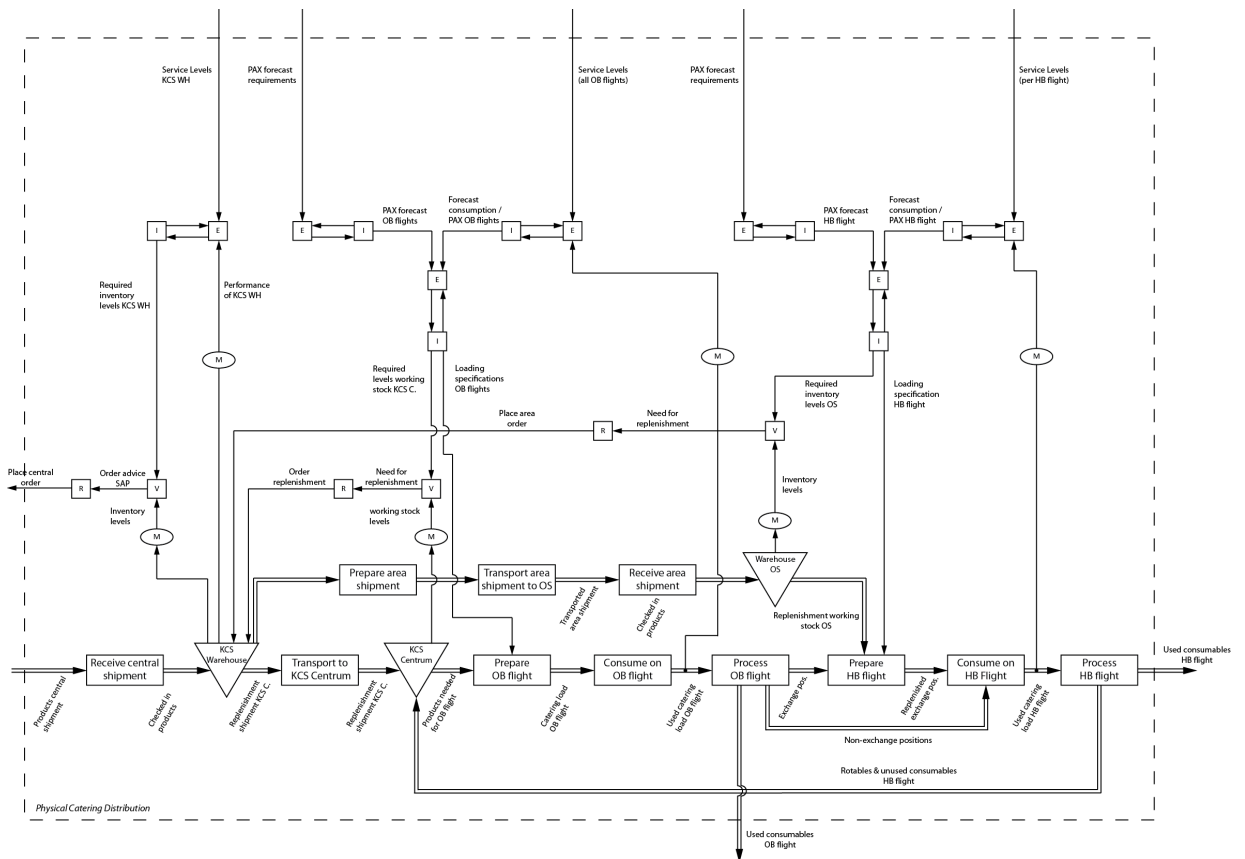 Service Levels
KCS WH
PAX forecast
requirements
Service Levels
(all OB flights)
PAX forecast
requirements
Service Levels
(per HB flight)
PAX forecast
OB flights
Forecast
consumption /
PAX OB flights
PAX forecast
HB flight
Forecast
consumption /
PAX HB flight
I
E
E
I
I
E
E
I
I
E
E
E
Required
inventory
levels KCS WH
Performance
of KCS WH
I
I
M
M
M
Required
levels working
stock KCS C.
Loading
specifications
OB flights
Required
inventory
levels OS
Loading
specification
HB flight
Place area
order
Need for
replenishment
R
V
Place central
order
Order advice
SAP
R
V
Order
replenishment
Need for
replenishment
R
V
Inventory
levels
Inventory
levels
working stock
levels
M
M
M
Warehouse
OS
Prepare area
shipment
Transport area
shipment to OS
Receive area
shipment
Transported
area shipment
Checked in
products
Replenishment working
stock OS
Receive central
shipment
KCS
Warehouse
Transport to
KCS Centrum
KCS
Centrum
Prepare
OB flight
Consume on
OB flight
Process
OB flight
Prepare
HB flight
Consume on
HB Flight
Process
HB flight
Used consumables
HB flight
Products central
shipment
Checked in
products
Replenishment
shipment KCS C.
Replenishment
shipment KCS C.
Products needed
for OB flight
Catering load
OB flight
Used catering
load OB flight
Exchange pos.
Replenished
exchange pos.
Used catering
load HB flight
Non-exchange positions
Rotables & unused consumables
HB flight
Physical Catering Distribution
Used consumables
OB flight